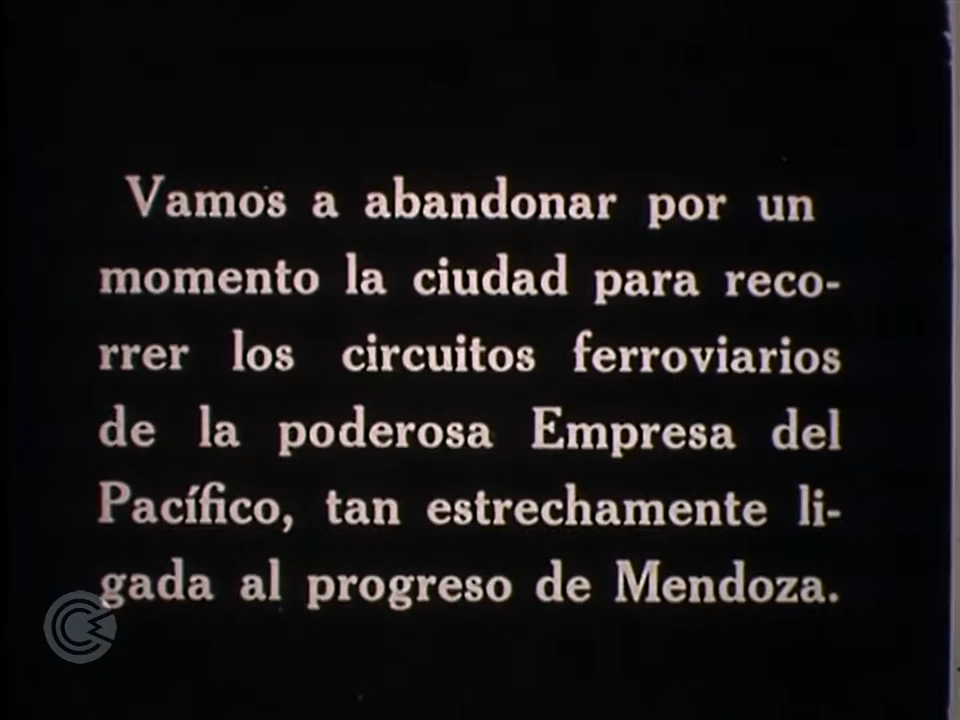 Vamos a abandonar por un
momento la ciudad para reco-
rrer los circuitos ferroviarios
de la poderosa Empresa del
Pacífico, tan estrechamente li-
gada al progreso de Mendoza.